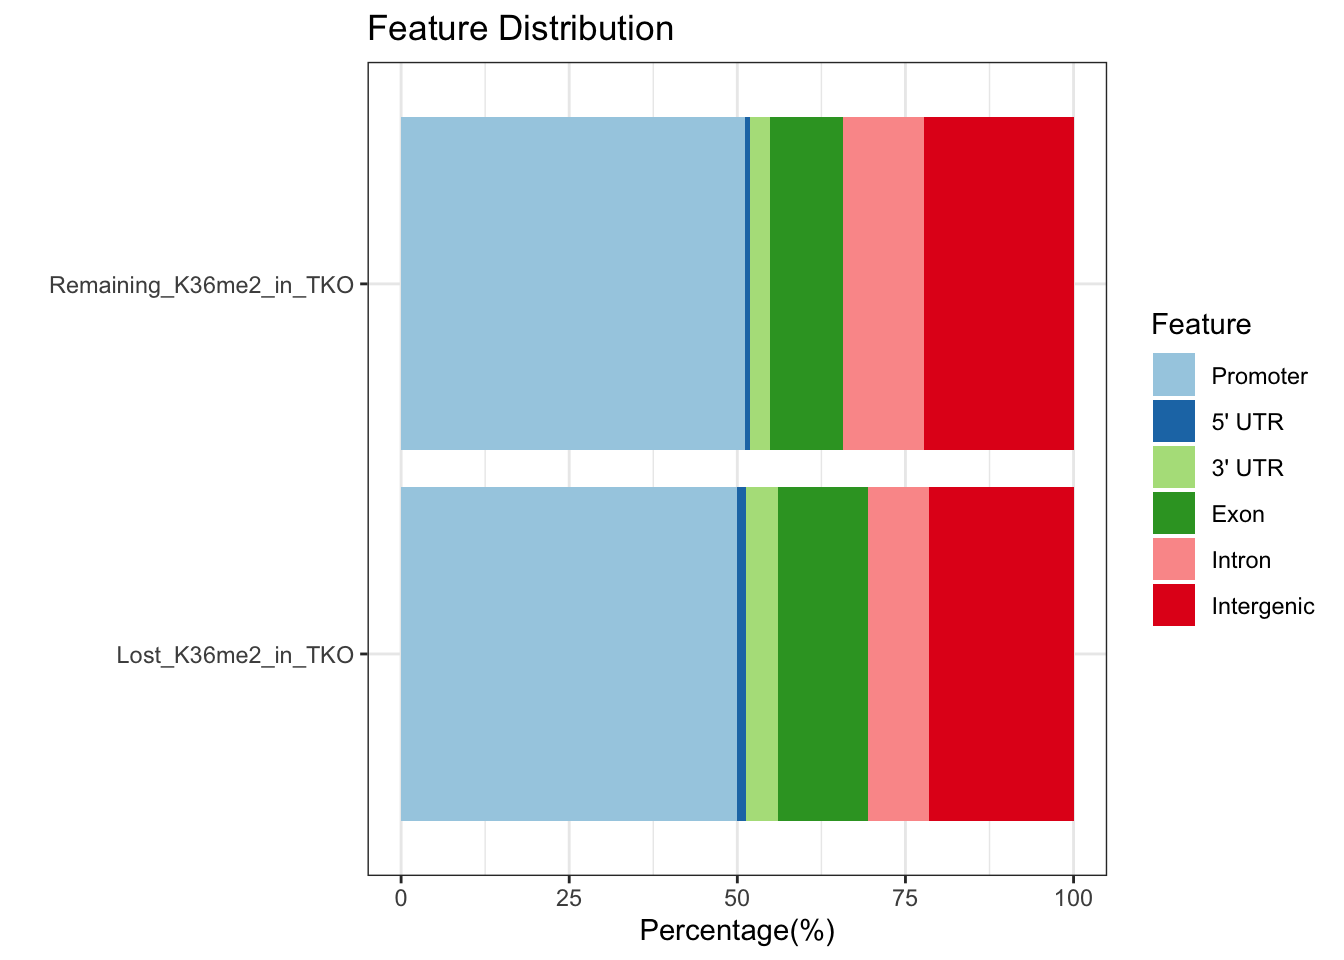 Feature Distribution
Remaining_K36me2_in_TKO
Lost_K36me2_in_TKO
0 25 50 75 100
Percentage(%)
Feature
Promoter
5' UTR
3' UTR
Exon
Intron
Intergenic